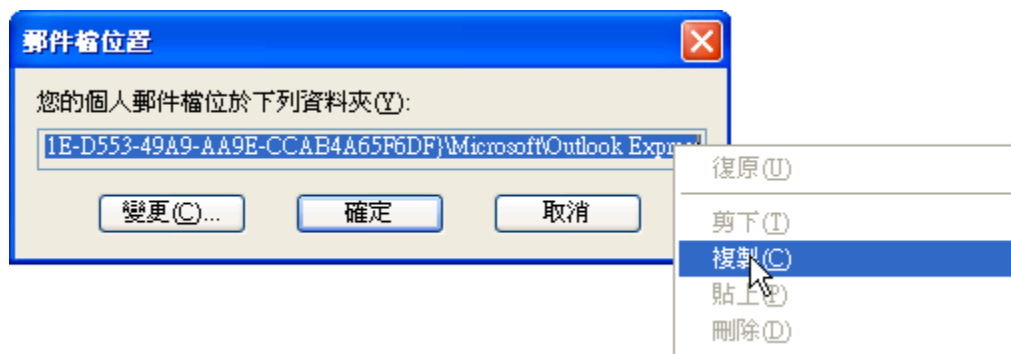 郵件檔位置
您的個人郵件檔位於下列資料夾(Y):
1E-D553-49A9-AA9E-CCAB4A65F6DF}\Microsoft\Outlook Expre
變更(C)... 確定 取消
復原(U)
剪下(T)
複製(C)
貼上(P)
刪除(D)